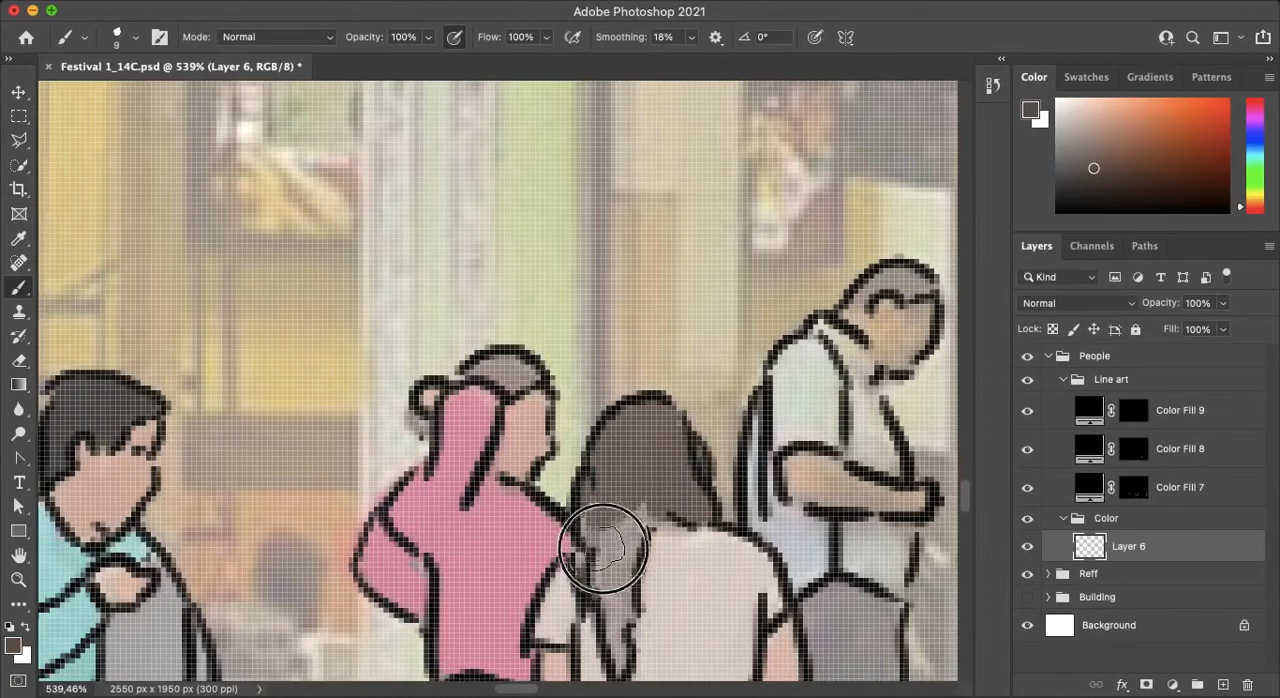 Adobe Photoshop 2021
9 Mode: Normal Opacity: 100% Flow: 100% Smoothing: 18% 0°
Festival 1_14C.psd @ 539% (Layer 6, RGB/8) *
Color Swatches Gradients Patterns
Layers Channels Paths
Kind
Normal Opacity: 100%
Lock: Fill: 100%
People
Line art
Color Fill 9
Color Fill 8
Color Fill 7
Color
Layer 6
Reff
Building
Background
539,46% 2550 px x 1950 px (300 ppi)